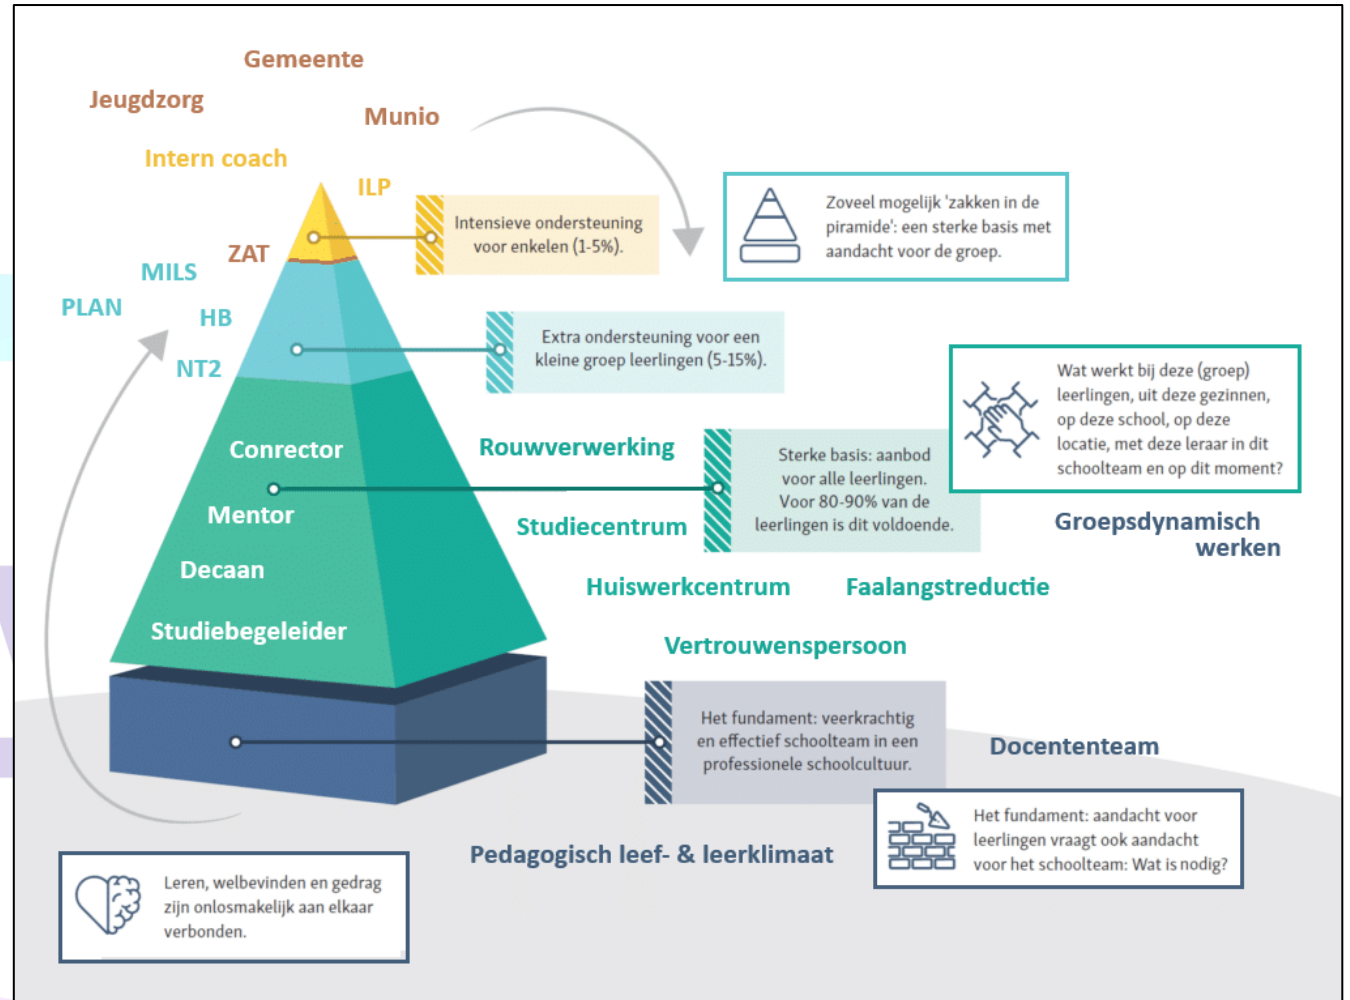 Gemeente
Jeugdzorg
Munio
Intern coach
ILP
Intensieve ondersteuning
voor enkelen (1-5%).
Zoveel mogelijk 'zakken in de
piramide': een sterke basis met
aandacht voor de groep.
ZAT
MILS
PLAN
HB
NT2
Extra ondersteuning voor een
kleine groep leerlingen (5-15%).
Wat werkt bij deze (groep)
leerlingen, uit deze gezinnen,
op deze school, op deze
locatie, met deze leraar in dit
schoolteam en op dit moment?
Conrector
Mentor
Decaan
Studiebegeleider
Rouwverwerking
Sterke basis: aanbod
voor alle leerlingen.
Voor 80-90% van de
leerlingen is dit voldoende.
Studiecentrum
Groepsdynamisch
werken
Huiswerkcentrum
Faalangstreductie
Vertrouwenspersoon
Het fundament: veerkrachtig
en effectief schoolteam in een
professionele schoolcultuur.
Docententeam
Pedagogisch leef- & leerklimaat
Het fundament: aandacht voor
leerlingen vraagt ook aandacht
voor het schoolteam: Wat is nodig?
Leren, welbevinden en gedrag
zijn onlosmakelijk aan elkaar
verbonden.